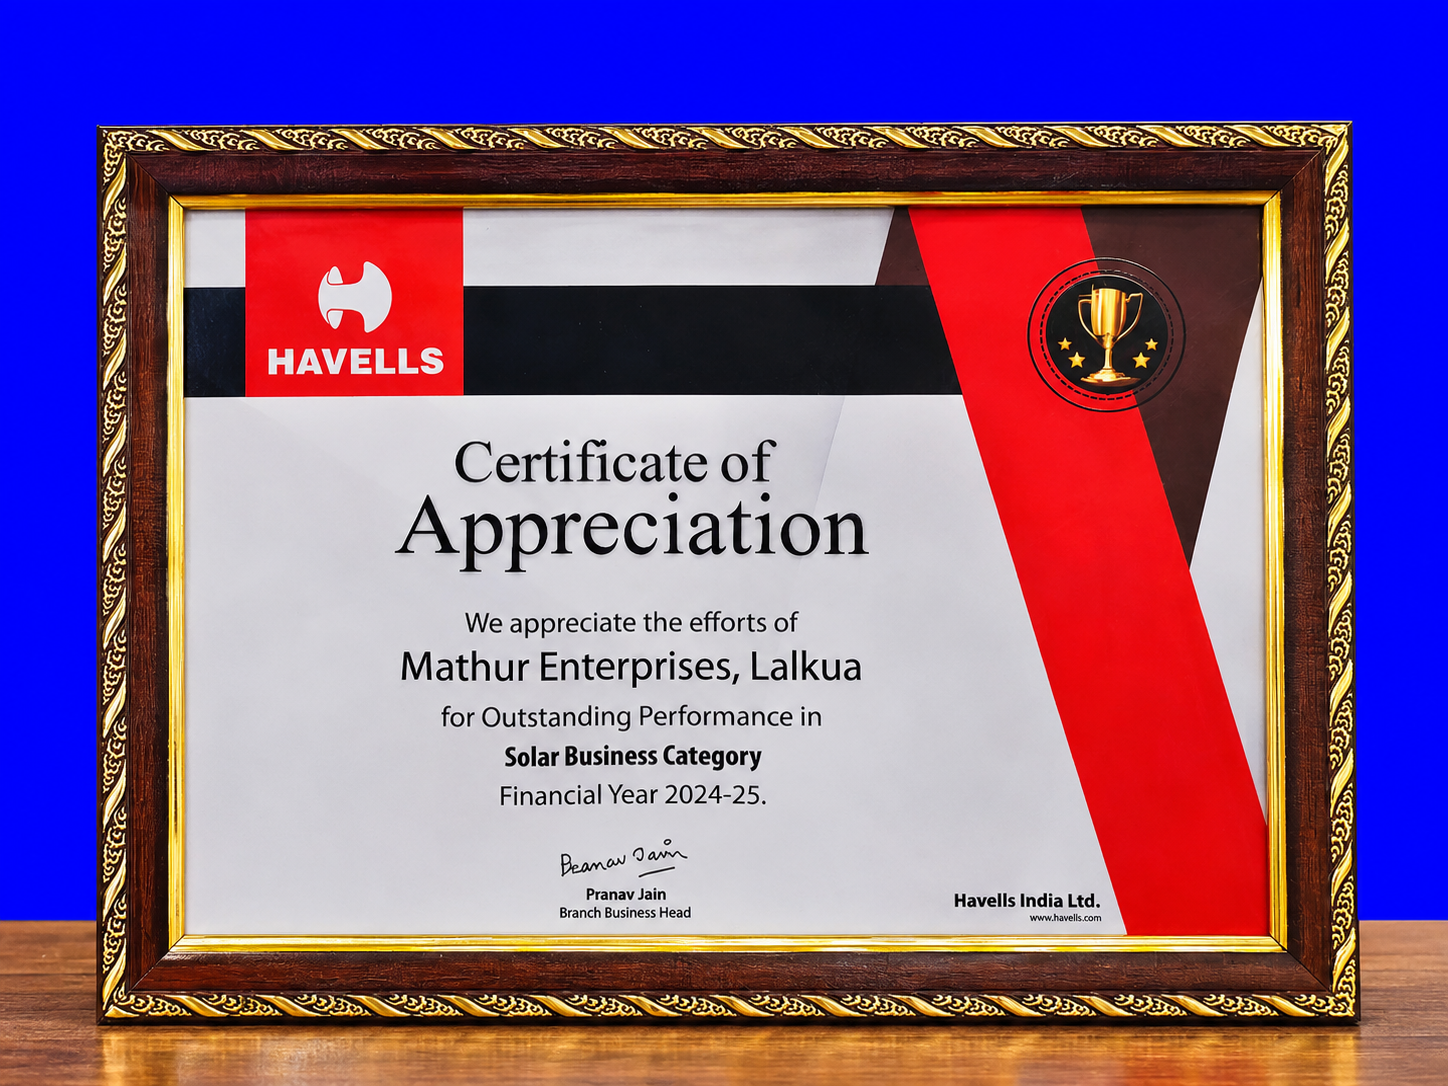 HAVELLS
Certificate of
Appreciation
We appreciate the efforts of
Mathur Enterprises, Lalkua
for Outstanding Performance in
Solar Business Category
Financial Year 2024-25.
Pranav Jain
Pranav Jain
Branch Business Head
Havells India Ltd.
www.havells.com